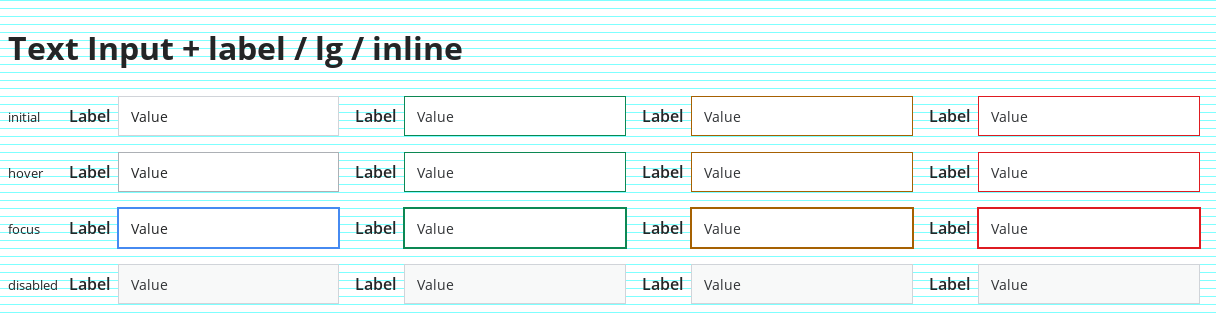 Text Input + label / lg / inline
initial Label Value Label Value Label Value Label Value
hover Label Value Label Value Label Value Label Value
focus Label Value Label Value Label Value Label Value
disabled Label Value Label Value Label Value Label Value